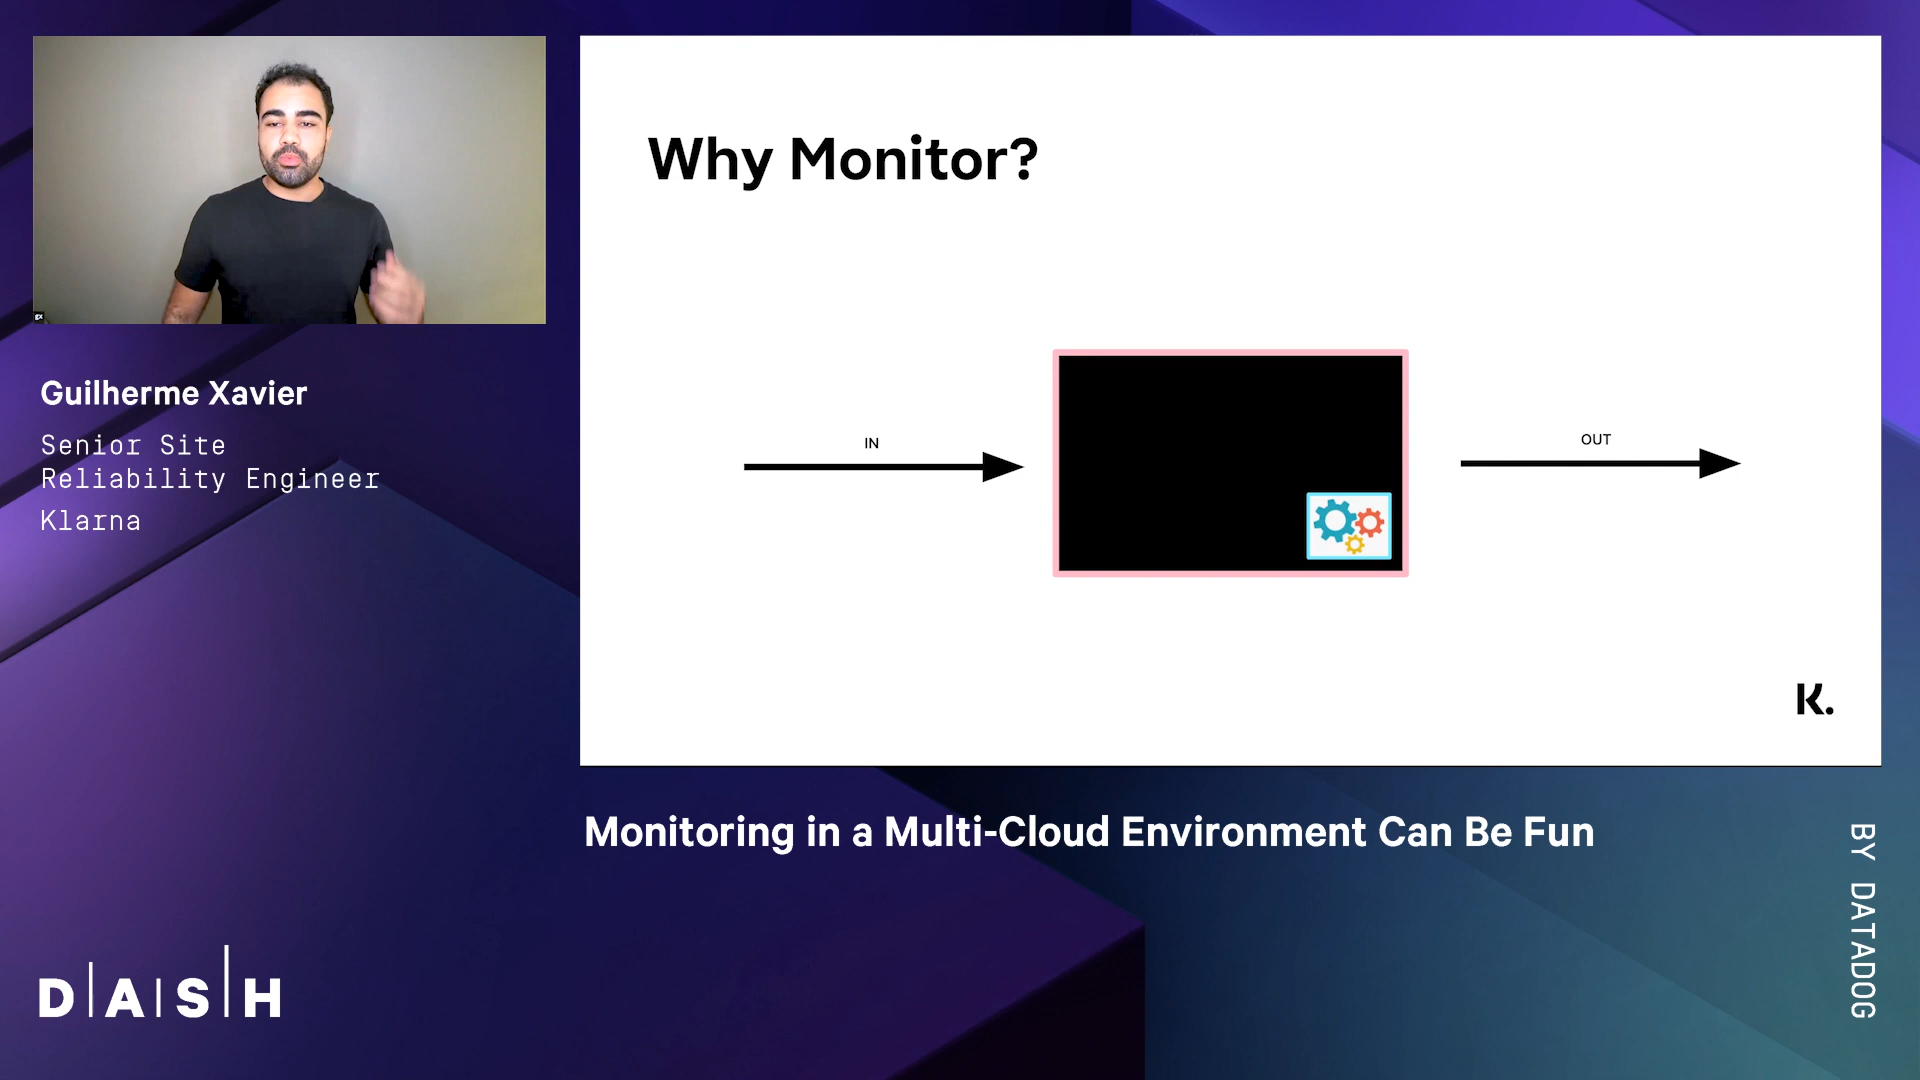 gx
Guilherme Xavier
Senior Site
Reliability Engineer
Klarna
Why Monitor?
IN
OUT
K.
Monitoring in a Multi-Cloud Environment Can Be Fun
DASH
BY DATADOG